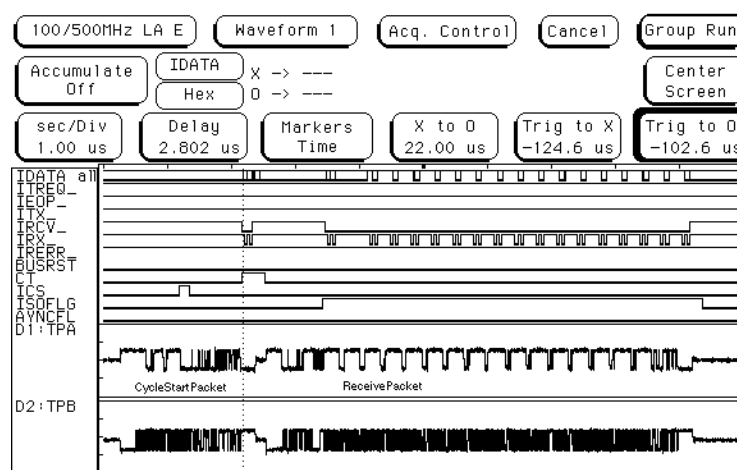 100/500MHz LA E Waveform 1 Acq. Control Cancel Group Run
Accumulate Off IDATA X -> --- Center Screen
Hex O -> ---
sec/Div 1.00 us Delay 2.802 us Markers Time X to O 22.00 us Trig to X -124.6 us Trig to O -102.6 us
IDATA all
ITREQ_
IEOP_
ITX_
IRCV_
IRX_
IRERR_
BUSRST
CT
ICS
ISOFLG
AYNCFL
D1:TPA
CycleStartPacket ReceivePacket
D2:TPB